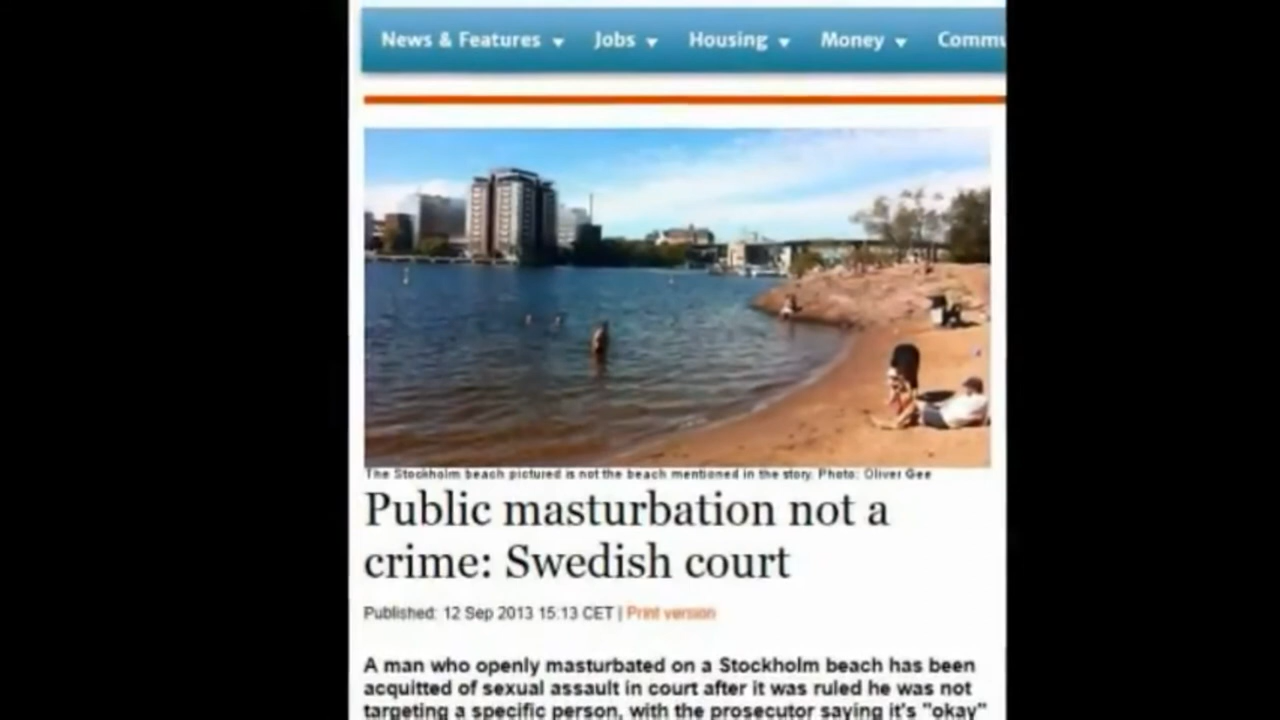 News & Features Jobs Housing Money Commu
The Stockholm beach pictured is not the beach mentioned in the story. Photo: Oliver Gee
Public masturbation not a
crime: Swedish court
Published: 12 Sep 2013 15:13 CET | Print version
A man who openly masturbated on a Stockholm beach has been
acquitted of sexual assault in court after it was ruled he was not
targeting a specific person, with the prosecutor saying it's "okay"